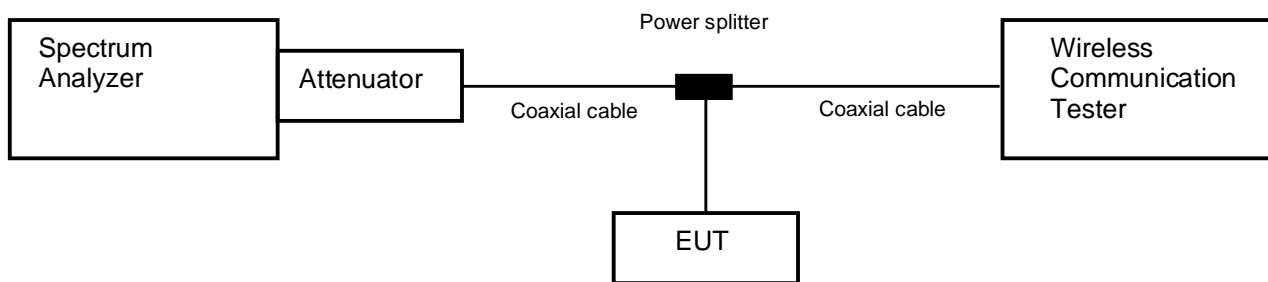 Power splitter
Spectrum
Analyzer
Attenuator
Coaxial cable
Coaxial cable
Wireless
Communication
Tester
EUT